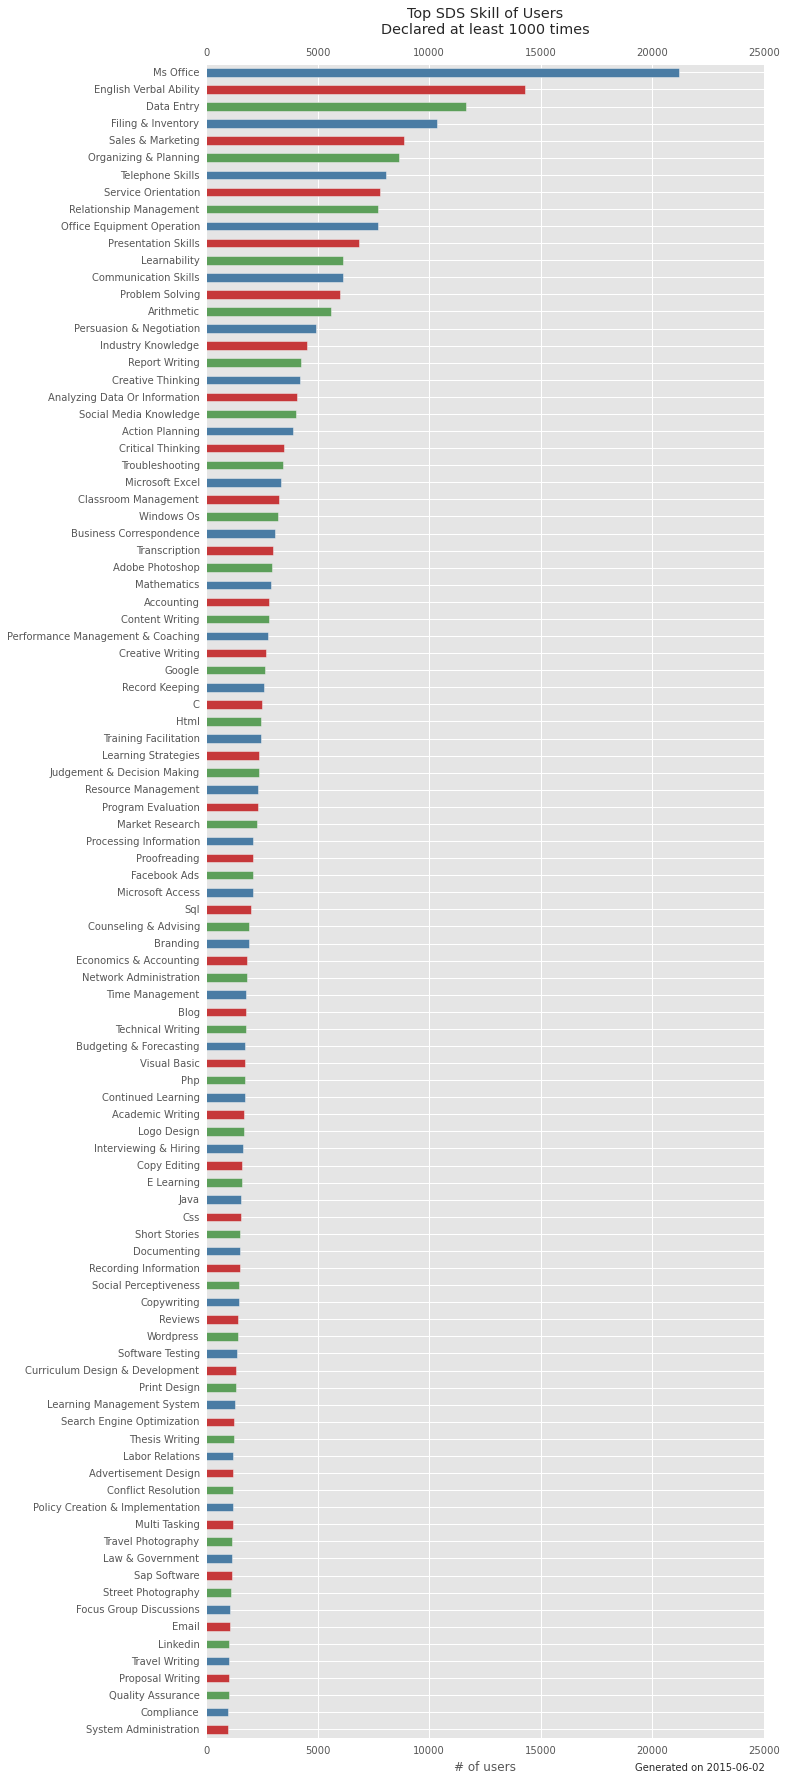 Top SDS Skill of Users
Declared at least 1000 times
0 5000 10000 15000 20000 25000
Ms Office
English Verbal Ability
Data Entry
Filing & Inventory
Sales & Marketing
Organizing & Planning
Telephone Skills
Service Orientation
Relationship Management
Office Equipment Operation
Presentation Skills
Learnability
Communication Skills
Problem Solving
Arithmetic
Persuasion & Negotiation
Industry Knowledge
Report Writing
Creative Thinking
Analyzing Data Or Information
Social Media Knowledge
Action Planning
Critical Thinking
Troubleshooting
Microsoft Excel
Classroom Management
Windows Os
Business Correspondence
Transcription
Adobe Photoshop
Mathematics
Accounting
Content Writing
Performance Management & Coaching
Creative Writing
Google
Record Keeping
C
Html
Training Facilitation
Learning Strategies
Judgement & Decision Making
Resource Management
Program Evaluation
Market Research
Processing Information
Proofreading
Facebook Ads
Microsoft Access
Sql
Counseling & Advising
Branding
Economics & Accounting
Network Administration
Time Management
Blog
Technical Writing
Budgeting & Forecasting
Visual Basic
Php
Continued Learning
Academic Writing
Logo Design
Interviewing & Hiring
Copy Editing
E Learning
Java
Css
Short Stories
Documenting
Recording Information
Social Perceptiveness
Copywriting
Reviews
Wordpress
Software Testing
Curriculum Design & Development
Print Design
Learning Management System
Search Engine Optimization
Thesis Writing
Labor Relations
Advertisement Design
Conflict Resolution
Policy Creation & Implementation
Multi Tasking
Travel Photography
Law & Government
Sap Software
Street Photography
Focus Group Discussions
Email
Linkedin
Travel Writing
Proposal Writing
Quality Assurance
Compliance
System Administration
0 5000 10000 15000 20000 25000
# of users
Generated on 2015-06-02